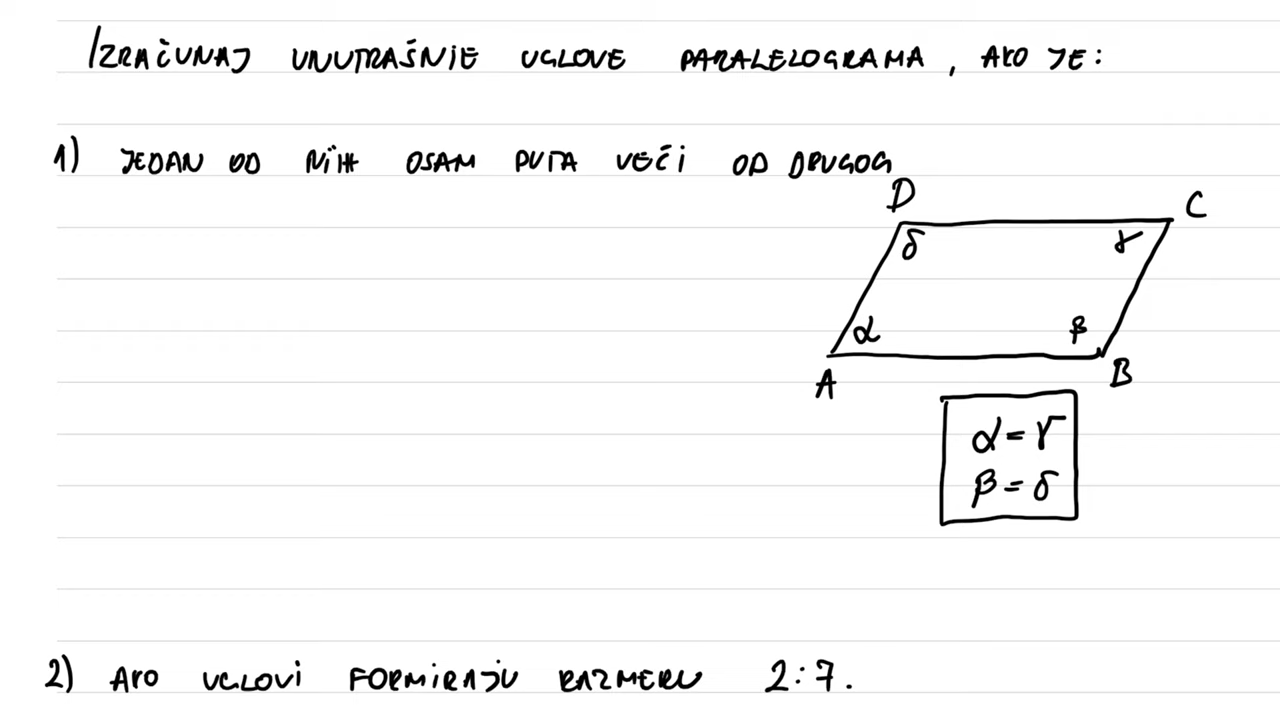 IZRAČUNAJ UNUTRAŠNJE UGLOVE PARALELOGRAMA, AKO JE:
1) JEDAN OD NJIH OSAM PUTA VEĆI OD DRUGOG
D C
δ γ
α β
A B
α = γ
β = δ
2) AKO UGLOVI FORMIRAJU RAZMERU 2:7.